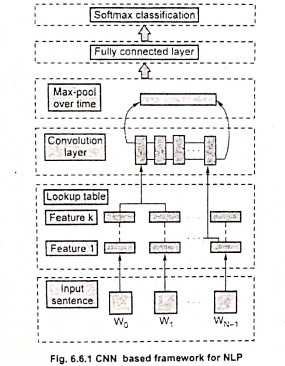 Softmax classification
Fully connected layer
Max-pool
over time
Convolution
layer
Lookup table
Feature k
Feature 1
Input
sentence
W₀ W₁ W_N–1
Fig. 6.6.1 CNN based framework for NLP